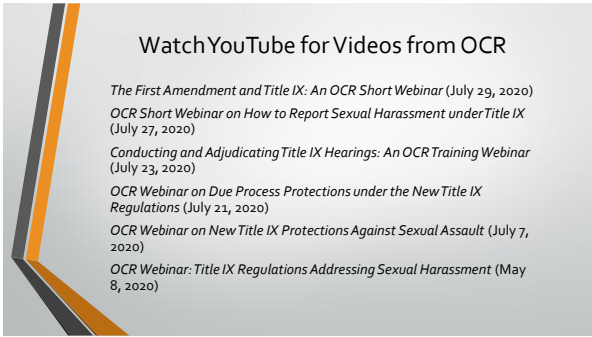 Watch YouTube for Videos from OCR
The First Amendment and Title IX: An OCR Short Webinar (July 29, 2020)
OCR Short Webinar on How to Report Sexual Harassment under Title IX
(July 27, 2020)
Conducting and Adjudicating Title IX Hearings: An OCR Training Webinar
(July 23, 2020)
OCR Webinar on Due Process Protections under the New Title IX
Regulations (July 21, 2020)
OCR Webinar on New Title IX Protections Against Sexual Assault (July 7,
2020)
OCR Webinar: Title IX Regulations Addressing Sexual Harassment (May
8, 2020)